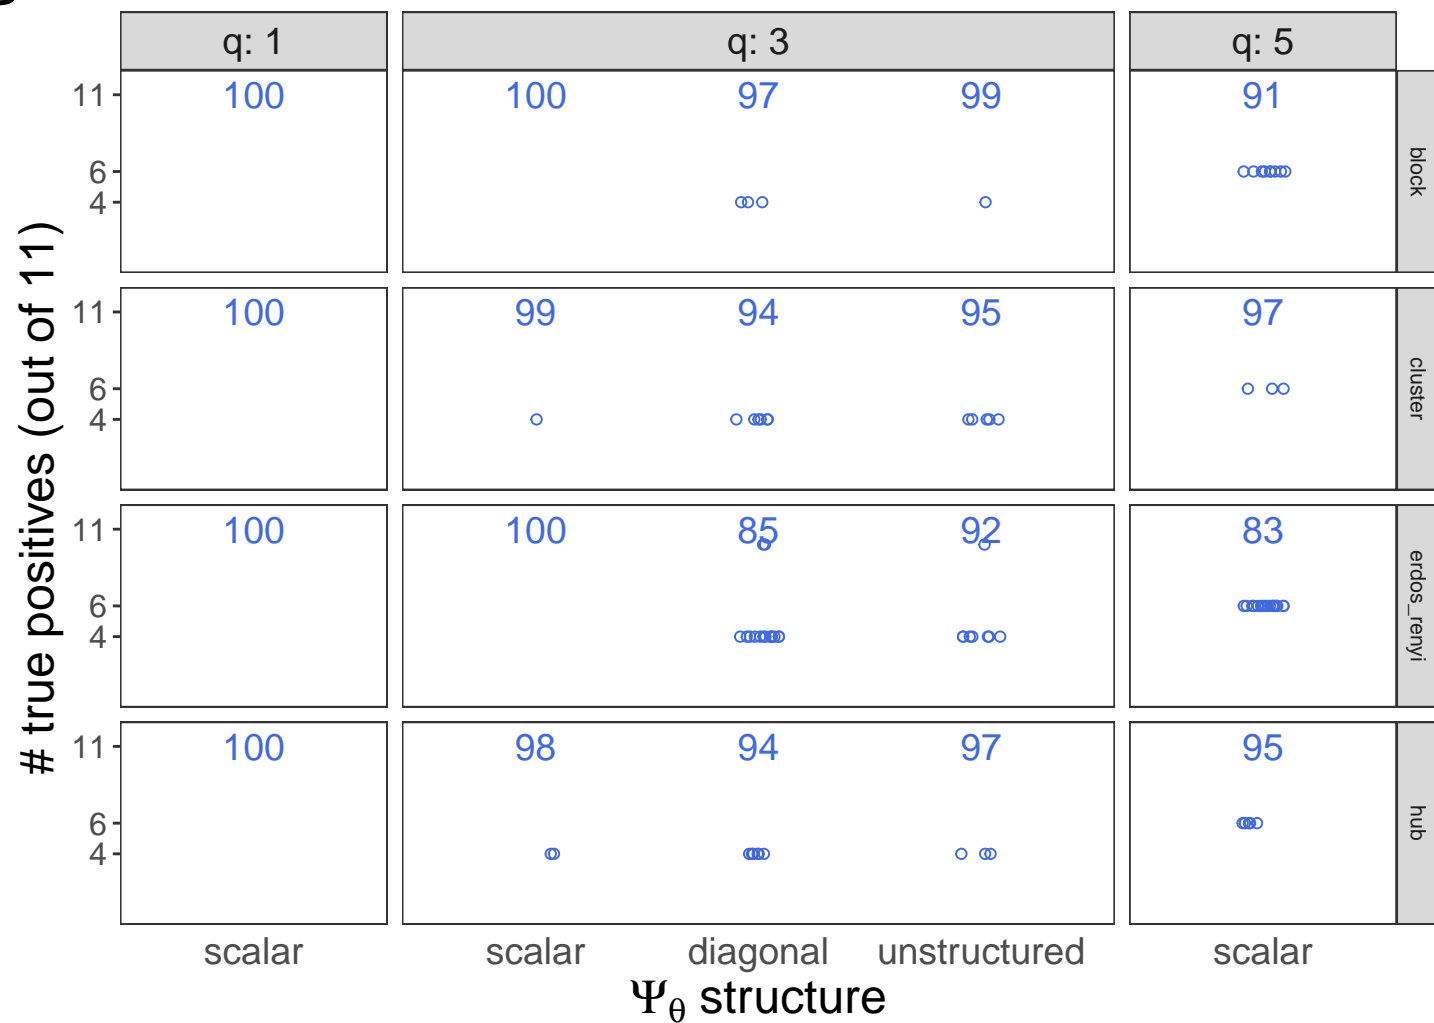 q: 1
q: 3
q: 5
# true positives (out of 11)
11 100 100 97 99 91
6
4
block
11 100 99 94 95 97
6
4
cluster
11 100 100 85 92 83
6
4
erdos_renyi
11 100 98 94 97 95
6
4
hub
scalar scalar diagonal unstructured scalar
Ψθ structure